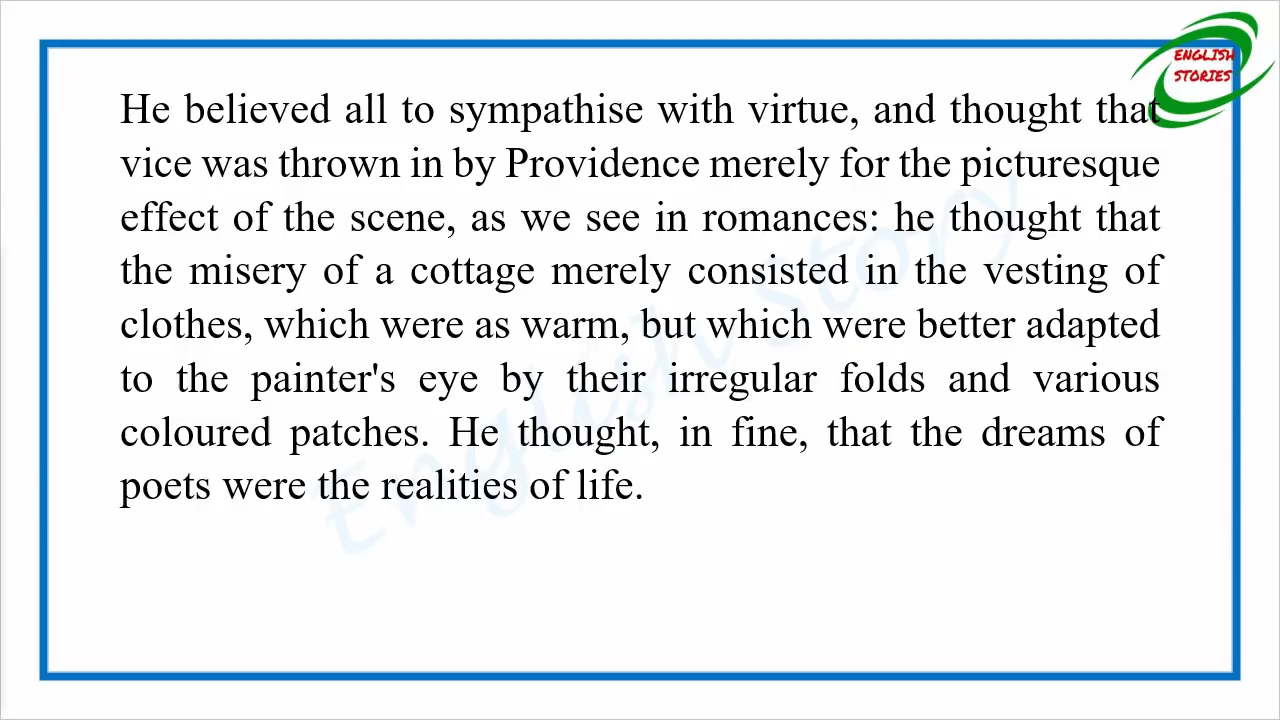 ENGLISH
STORIES
He believed all to sympathise with virtue, and thought that
vice was thrown in by Providence merely for the picturesque
effect of the scene, as we see in romances: he thought that
the misery of a cottage merely consisted in the vesting of
clothes, which were as warm, but which were better adapted
to the painter's eye by their irregular folds and various
coloured patches. He thought, in fine, that the dreams of
poets were the realities of life.
English Story